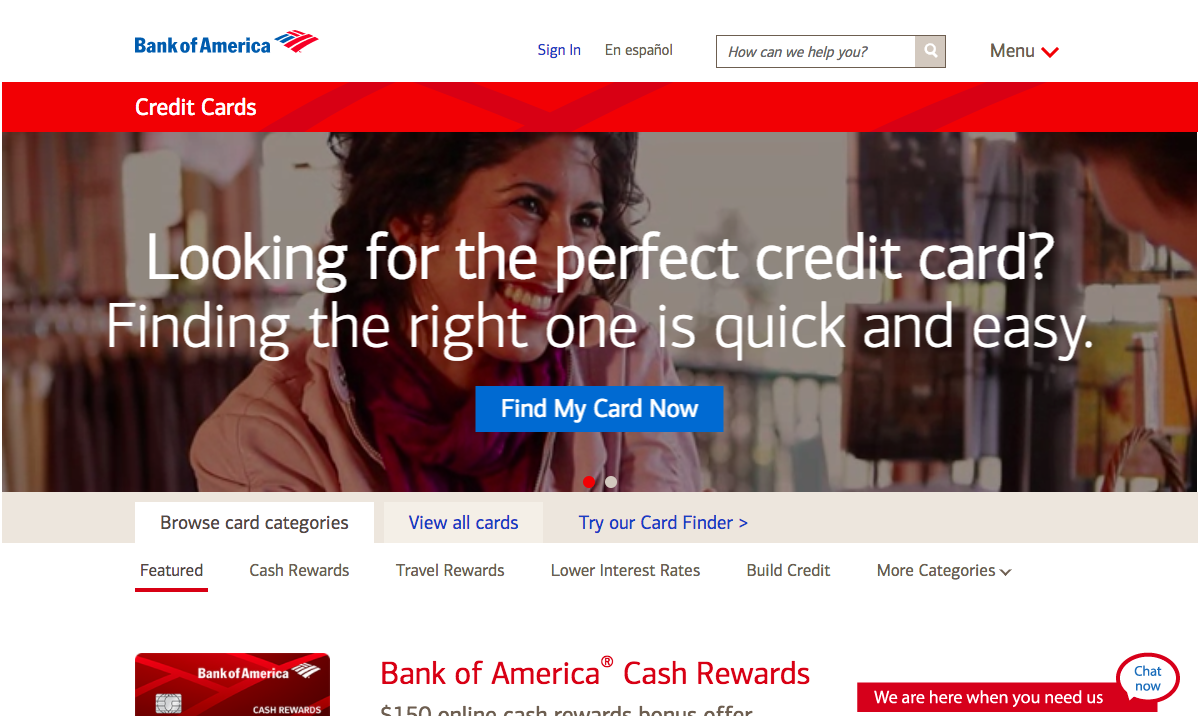 Bank of America
Sign In
En español
How can we help you?
Menu
Credit Cards
Looking for the perfect credit card?
Finding the right one is quick and easy.
Find My Card Now
Browse card categories
View all cards
Try our Card Finder >
Featured
Cash Rewards
Travel Rewards
Lower Interest Rates
Build Credit
More Categories
Bank of America
CASH REWARDS
Bank of America® Cash Rewards
$150 online cash rewards bonus offer
We are here when you need us
Chat
now